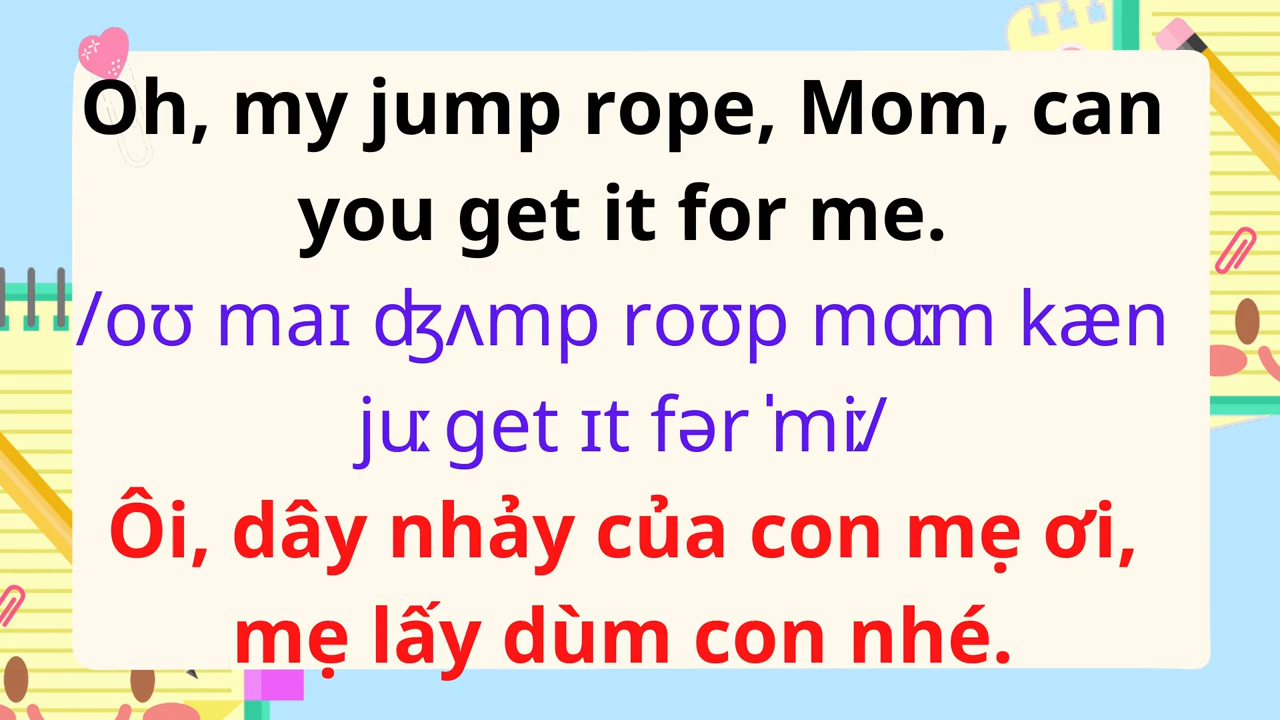 Oh, my jump rope, Mom, can
you get it for me.
/oʊ maɪ ʤʌmp roʊp mɑːm kæn
juː get ɪt fər ˈmiː/
Ôi, dây nhảy của con mẹ ơi,
mẹ lấy dùm con nhé.